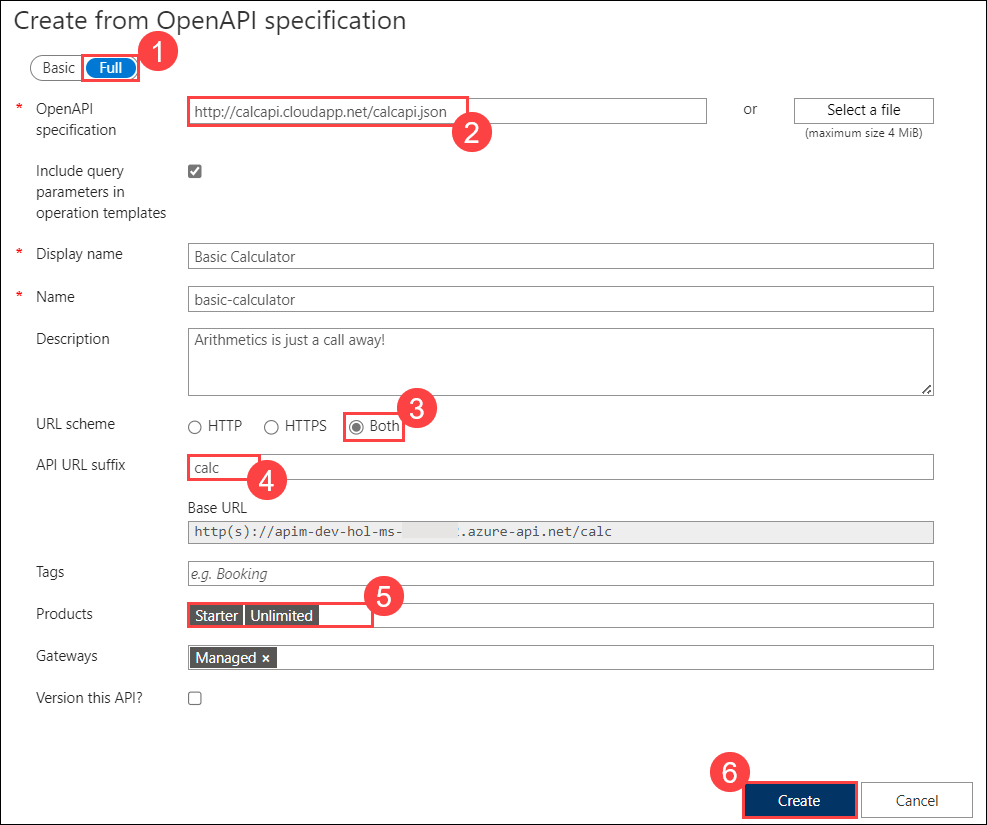 Create from OpenAPI specification
1
Basic Full
* OpenAPI specification
http://calcapi.cloudapp.net/calcapi.json
2
or
Select a file
(maximum size 4 MiB)
Include query
parameters in
operation templates
* Display name
Basic Calculator
* Name
basic-calculator
Description
Arithmetics is just a call away!
URL scheme
HTTP HTTPS Both
3
API URL suffix
calc
4
Base URL
http(s)://apim-dev-hol-ms- .azure-api.net/calc
Tags
e.g. Booking
Products
Starter Unlimited
5
Gateways
Managed ×
Version this API?
6
Create
Cancel